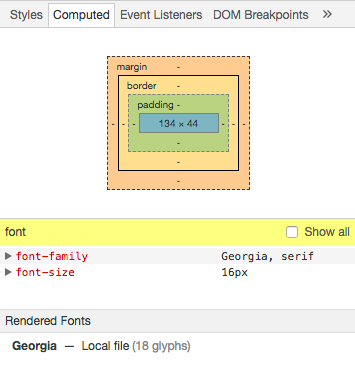 Styles Computed Event Listeners DOM Breakpoints »
margin -
border -
padding -
- - - 134 × 44 - - -
-
-
-
font Show all
font-family Georgia, serif
font-size 16px
Rendered Fonts
Georgia — Local file (18 glyphs)